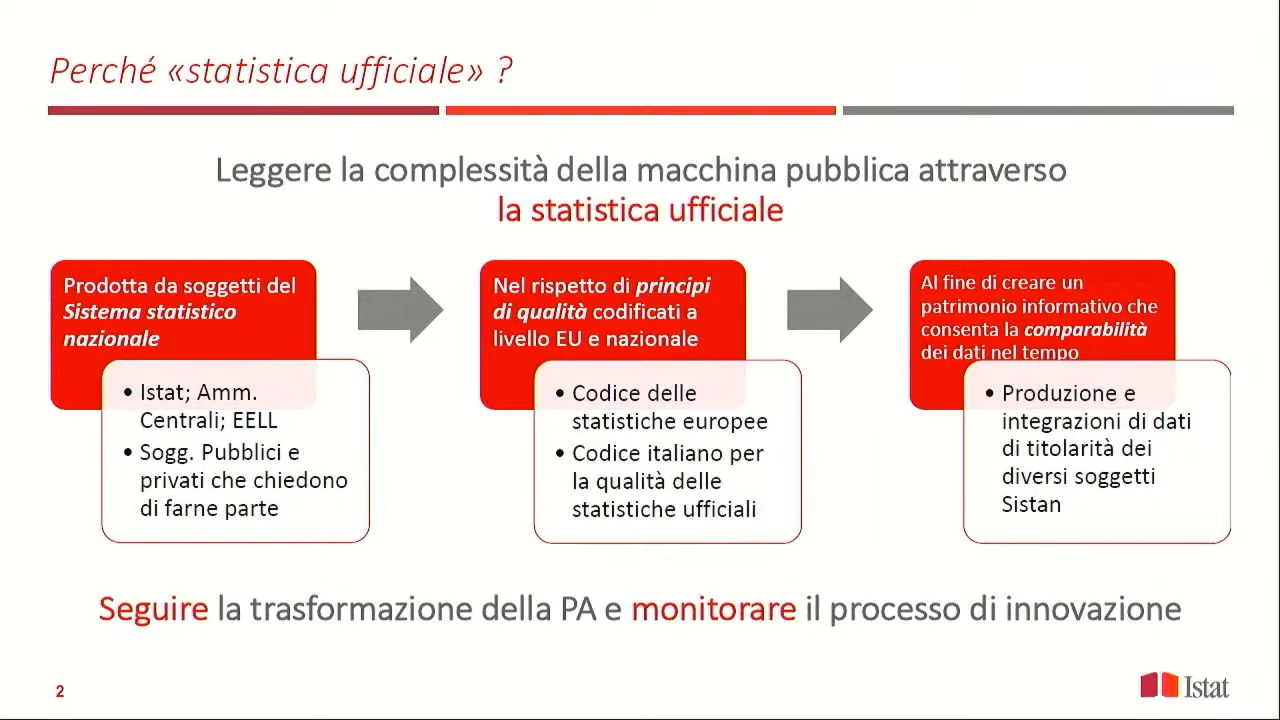 Perché «statistica ufficiale» ?
Leggere la complessità della macchina pubblica attraverso
la statistica ufficiale
Prodotta da soggetti del
Sistema statistico
nazionale
• Istat; Amm.
Centrali; EELL
• Sogg. Pubblici e
privati che chiedono
di farne parte
Nel rispetto di principi
di qualità codificati a
livello EU e nazionale
• Codice delle
statistiche europee
• Codice italiano per
la qualità delle
statistiche ufficiali
Al fine di creare un
patrimonio informativo che
consenta la comparabilità
dei dati nel tempo
• Produzione e
integrazioni di dati
di titolarità dei
diversi soggetti
Sistan
Seguire la trasformazione della PA e monitorare il processo di innovazione
2
Istat